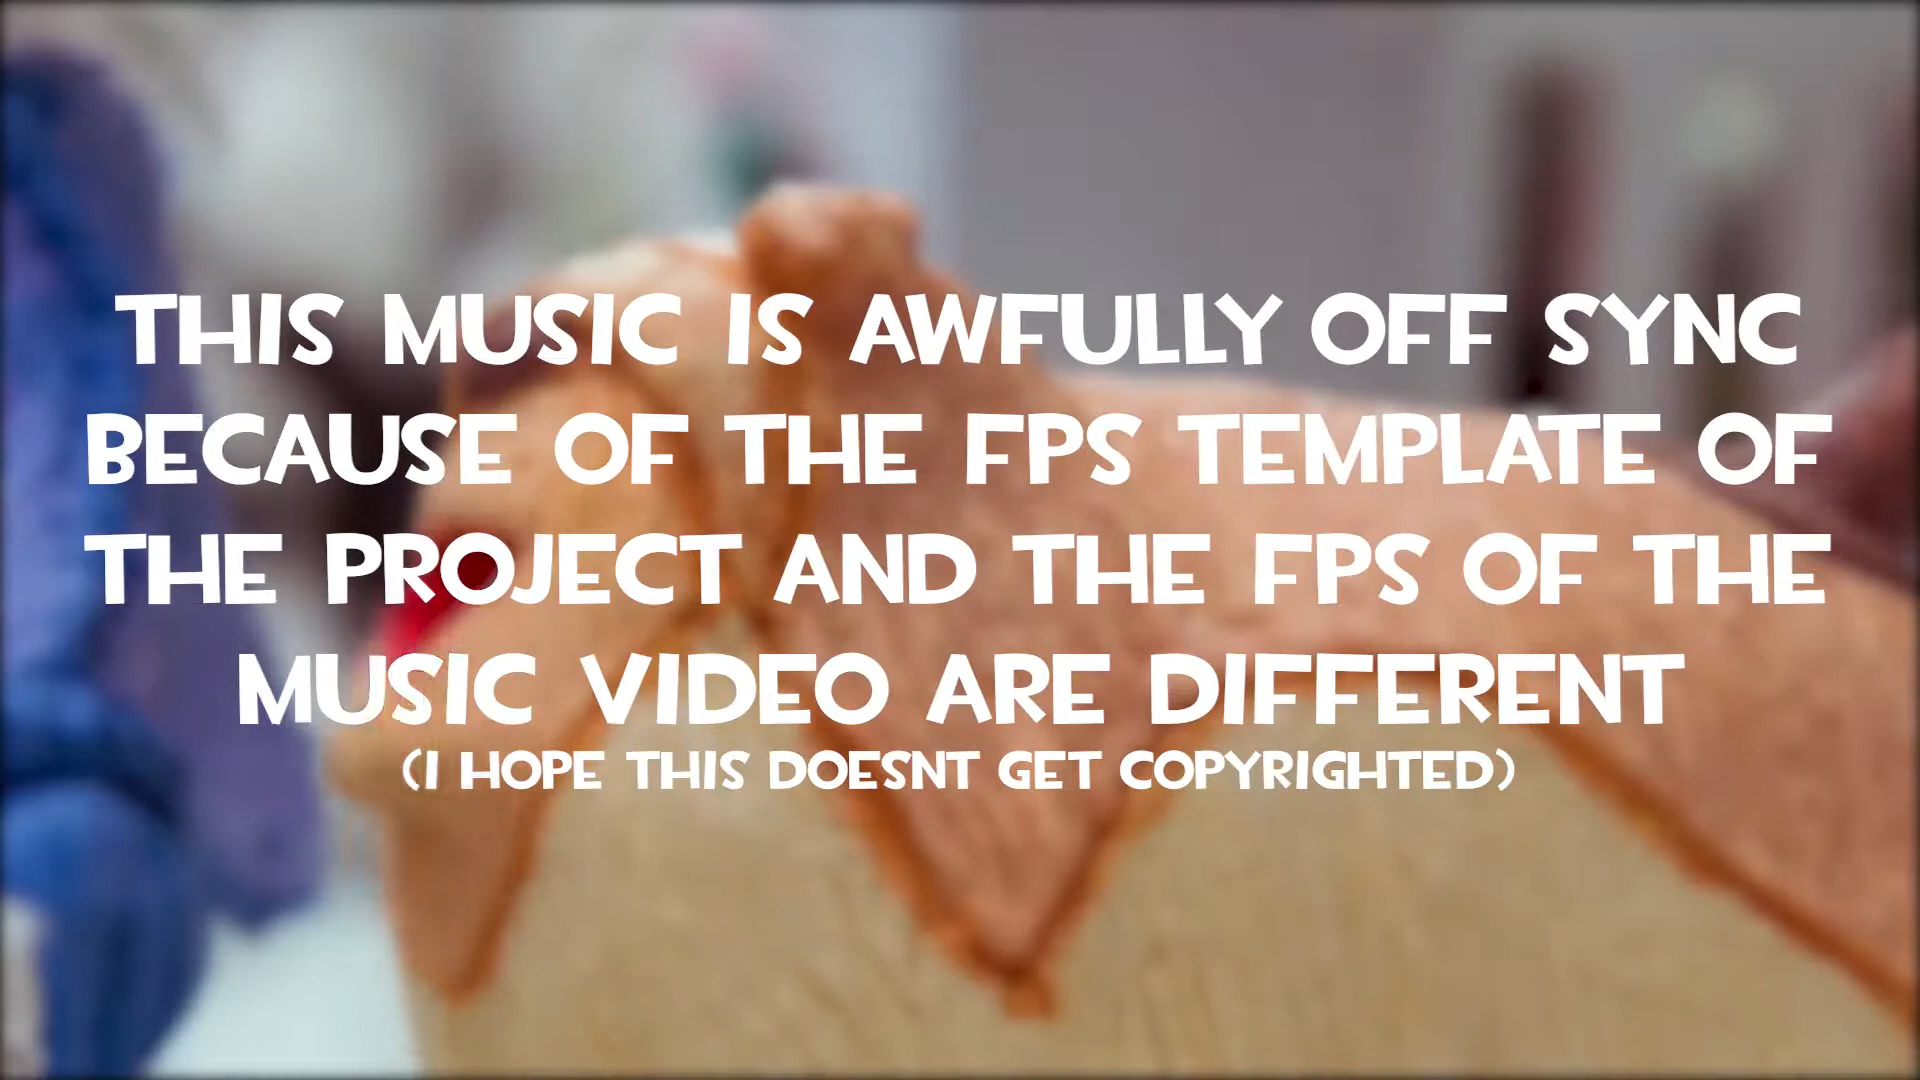 THIS MUSIC IS AWFULLY OFF SYNC
BECAUSE OF THE FPS TEMPLATE OF
THE PROJECT AND THE FPS OF THE
MUSIC VIDEO ARE DIFFERENT
(I HOPE THIS DOESNT GET COPYRIGHTED)